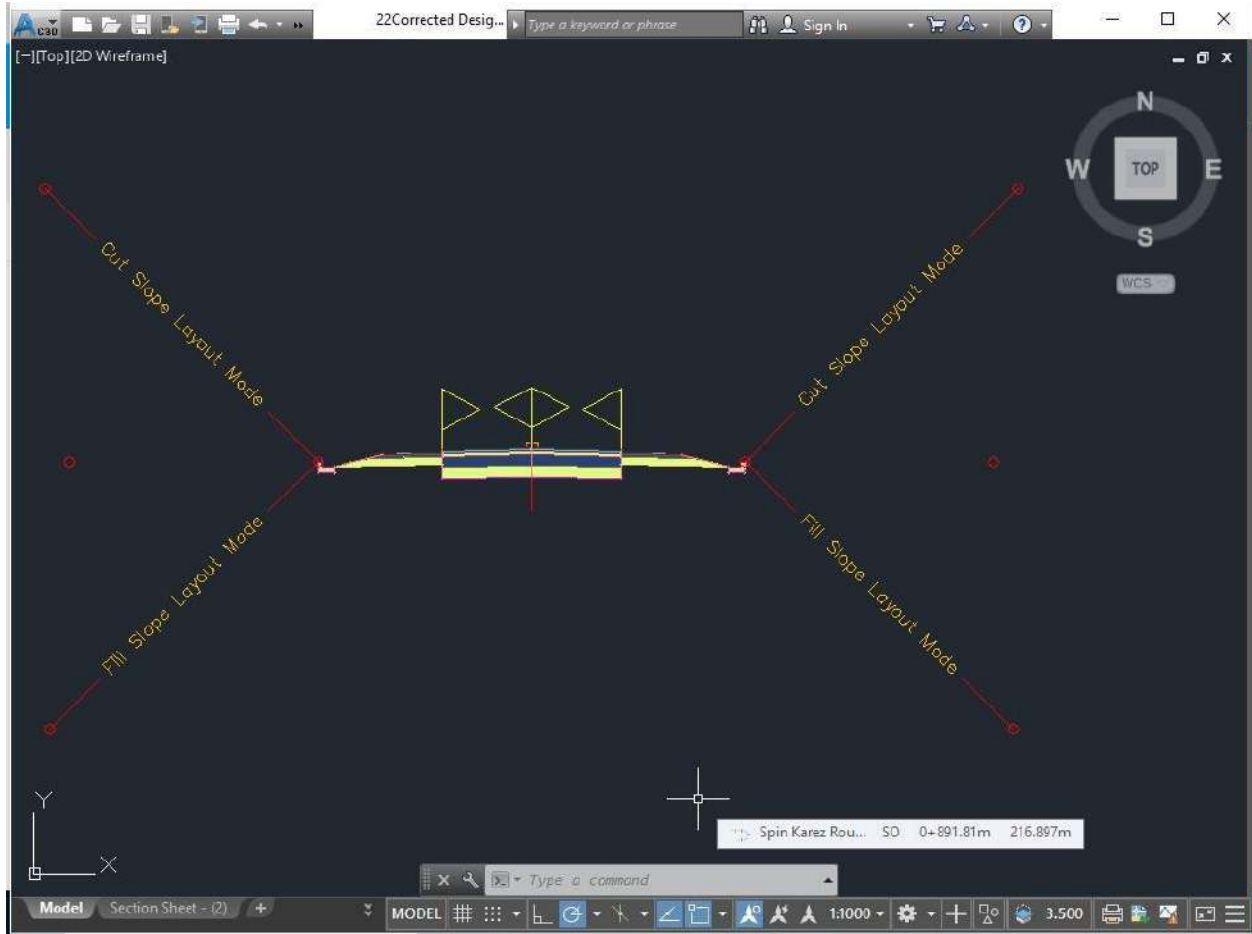 C3D
22Corrected Desig...
Type a keyword or phrase
Sign In
[−][Top][2D Wireframe]
N
W TOP E
S
WCS
Cut Slope Layout Mode
Cut Slope Layout Mode
Fill Slope Layout Mode
Fill Slope Layout Mode
Y
X
Spin Karez Rou... SO 0+891.81m 216.897m
Type a command
Model Section Sheet - (2) +
MODEL 1:1000 3.500